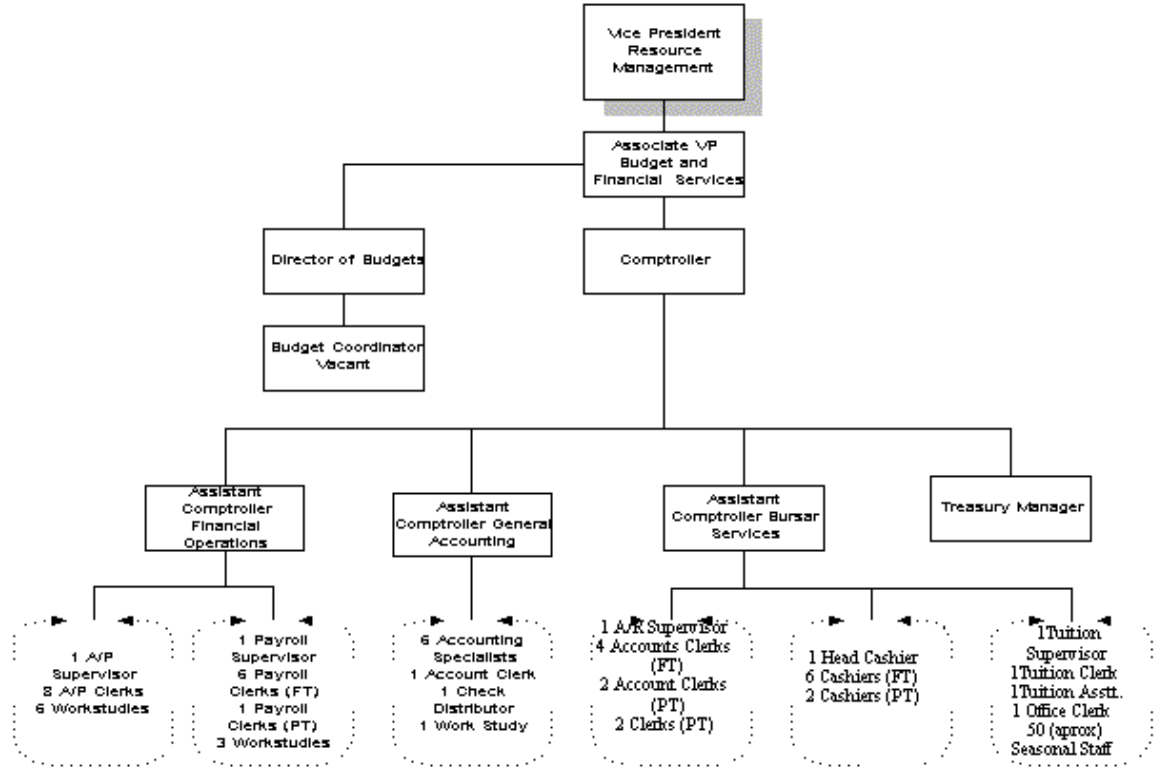 Vice President
Resource
Management
Associate VP
Budget and
Financial Services
Director of Budgets
Comptroller
Budget Coordinator
Vacant
Assistant
Comptroller
Financial
Operations
Assistant
Comptroller General
Accounting
Assistant
Comptroller Bursar
Services
Treasury Manager
1 A/P
Supervisor
8 A/P Clerks
6 Workstudies
1 Payroll
Supervisor
6 Payroll
Clerks (FT)
1 Payroll
Clerks (PT)
3 Workstudies
6 Accounting
Specialists
1 Account Clerk
1 Check
Distributor
1 Work Study
1 A/R Supervisor
4 Accounts Clerks
(FT)
2 Account Clerks
(PT)
2 Clerks (PT)
1 Head Cashier
6 Cashiers (FT)
2 Cashiers (PT)
1Tuition
Supervisor
1Tuition Clerk
1Tuition Asstt.
1 Office Clerk
50 (aprox)
Seasonal Staff